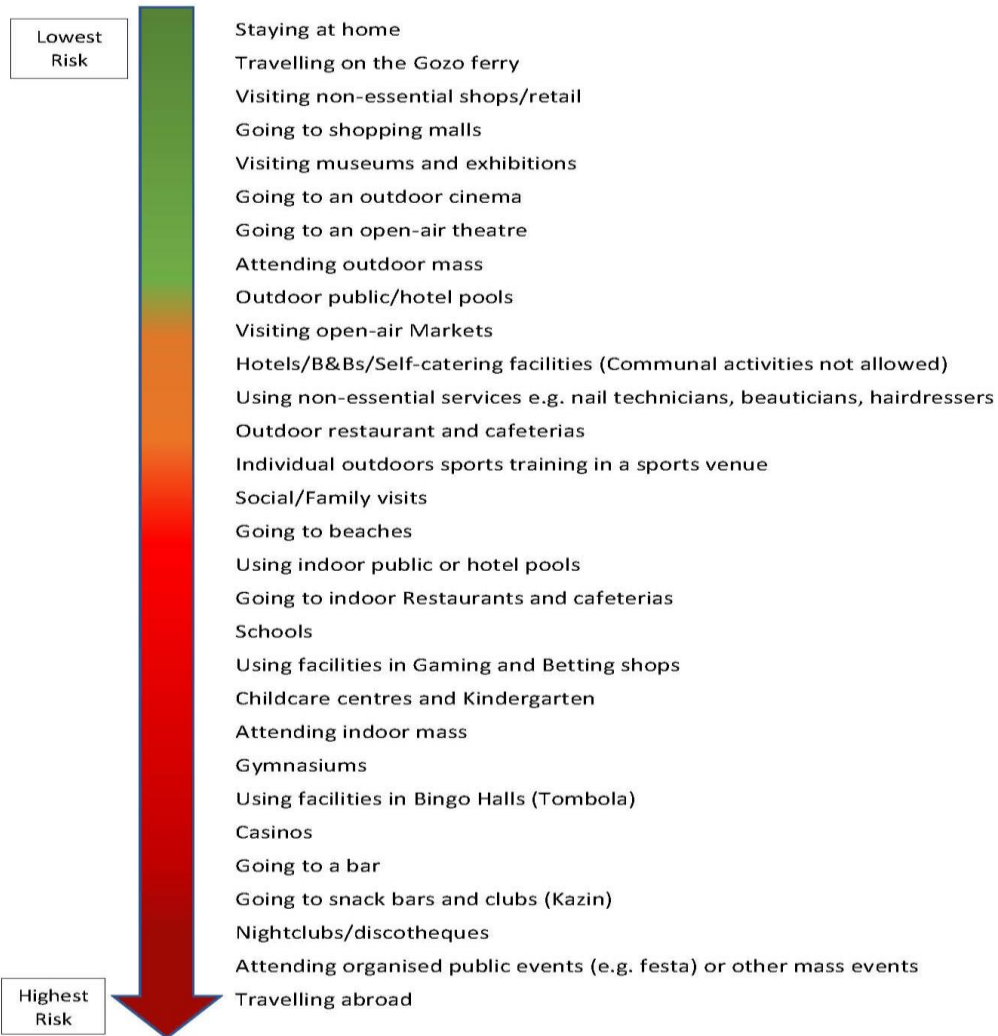 Lowest
Risk
Staying at home
Travelling on the Gozo ferry
Visiting non-essential shops/retail
Going to shopping malls
Visiting museums and exhibitions
Going to an outdoor cinema
Going to an open-air theatre
Attending outdoor mass
Outdoor public/hotel pools
Visiting open-air Markets
Hotels/B&Bs/Self-catering facilities (Communal activities not allowed)
Using non-essential services e.g. nail technicians, beauticians, hairdressers
Outdoor restaurant and cafeterias
Individual outdoors sports training in a sports venue
Social/Family visits
Going to beaches
Using indoor public or hotel pools
Going to indoor Restaurants and cafeterias
Schools
Using facilities in Gaming and Betting shops
Childcare centres and Kindergarten
Attending indoor mass
Gymnasiums
Using facilities in Bingo Halls (Tombola)
Casinos
Going to a bar
Going to snack bars and clubs (Kazin)
Nightclubs/discotheques
Attending organised public events (e.g. festa) or other mass events
Travelling abroad
Highest
Risk